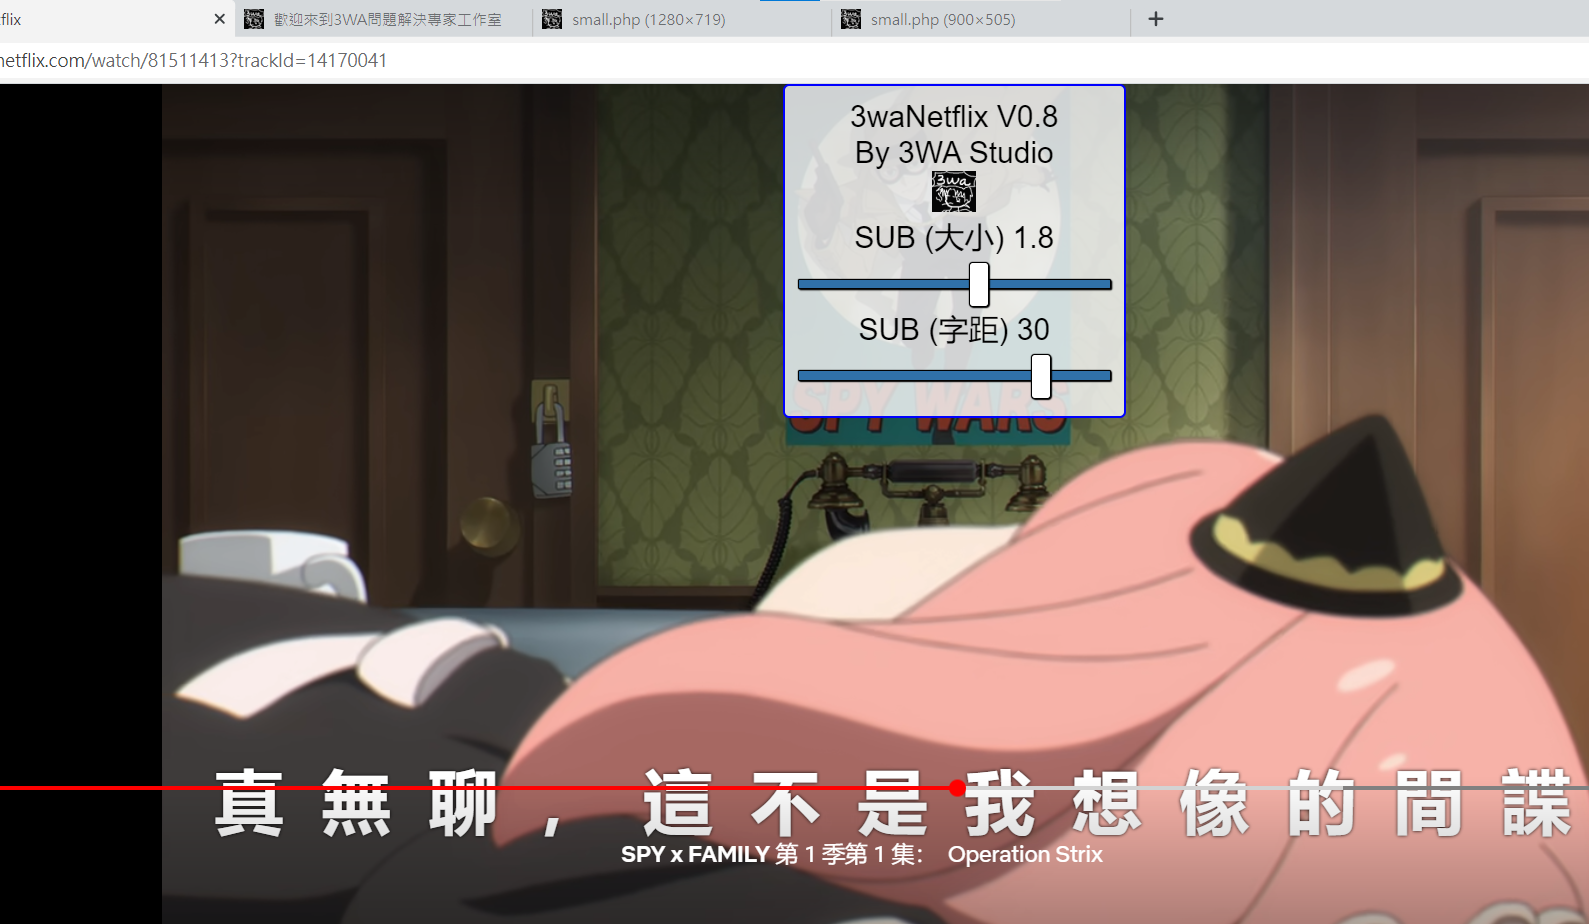 flix
歡迎來到3WA問題解決專家工作室
small.php (1280×719)
small.php (900×505)
netflix.com/watch/81511413?trackId=14170041
3waNetflix V0.8
By 3WA Studio
3wa
SUB (大小) 1.8
SUB (字距) 30
SPY WARS
真無聊，這不是我想像的間諜
SPY x FAMILY 第 1 季第 1 集： Operation Strix